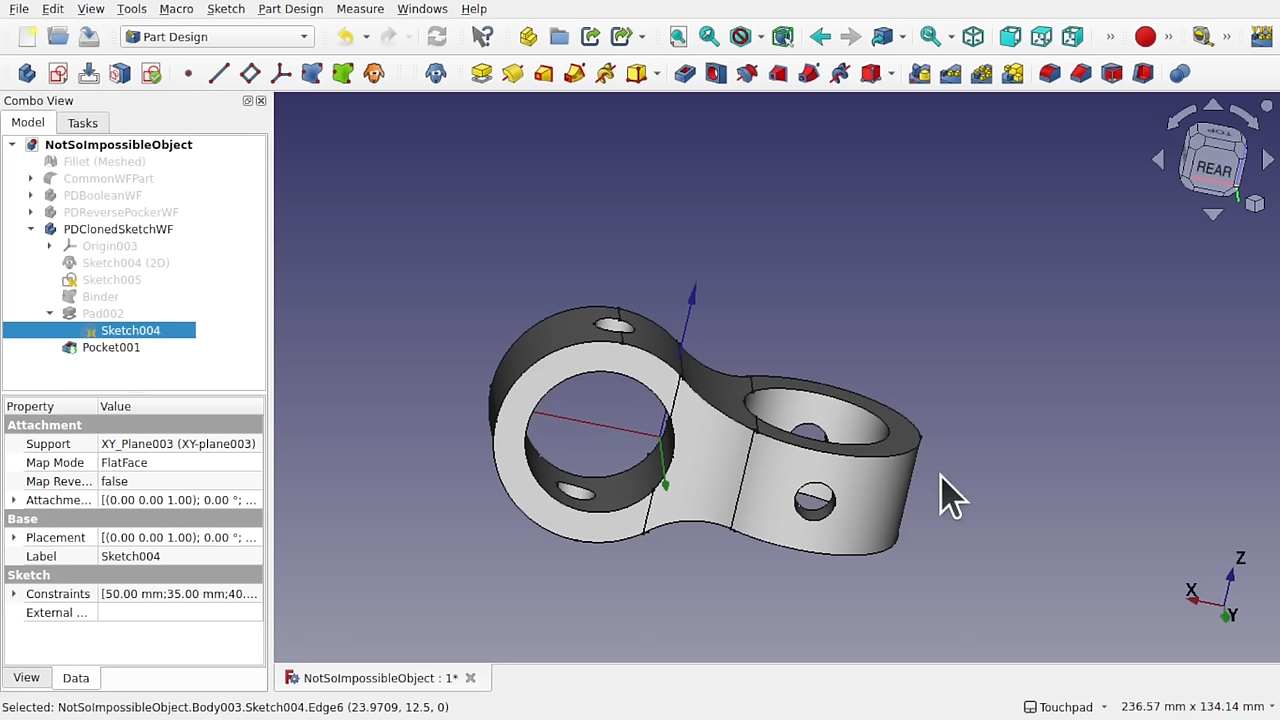 File Edit View Tools Macro Sketch Part Design Measure Windows Help
Part Design
Combo View
Model Tasks
NotSoImpossibleObject
Fillet (Meshed)
CommonWFPart
PDBooleanWF
PDReversePockerWF
PDClonedSketchWF
Origin003
Sketch004 (2D)
Sketch005
Binder
Pad002
Sketch004
Pocket001
Property Value
Attachment
Support XY_Plane003 (XY-plane003)
Map Mode FlatFace
Map Reve... false
Attachme... [(0.00 0.00 1.00); 0.00 °; ...
Base
Placement [(0.00 0.00 1.00); 0.00 °; ...
Label Sketch004
Sketch
Constraints [50.00 mm;35.00 mm;40....
External ...
View Data
TOP
REAR
Z
X
Y
NotSoImpossibleObject : 1*
Selected: NotSoImpossibleObject.Body003.Sketch004.Edge6 (23.9709, 12.5, 0)
Touchpad 236.57 mm x 134.14 mm